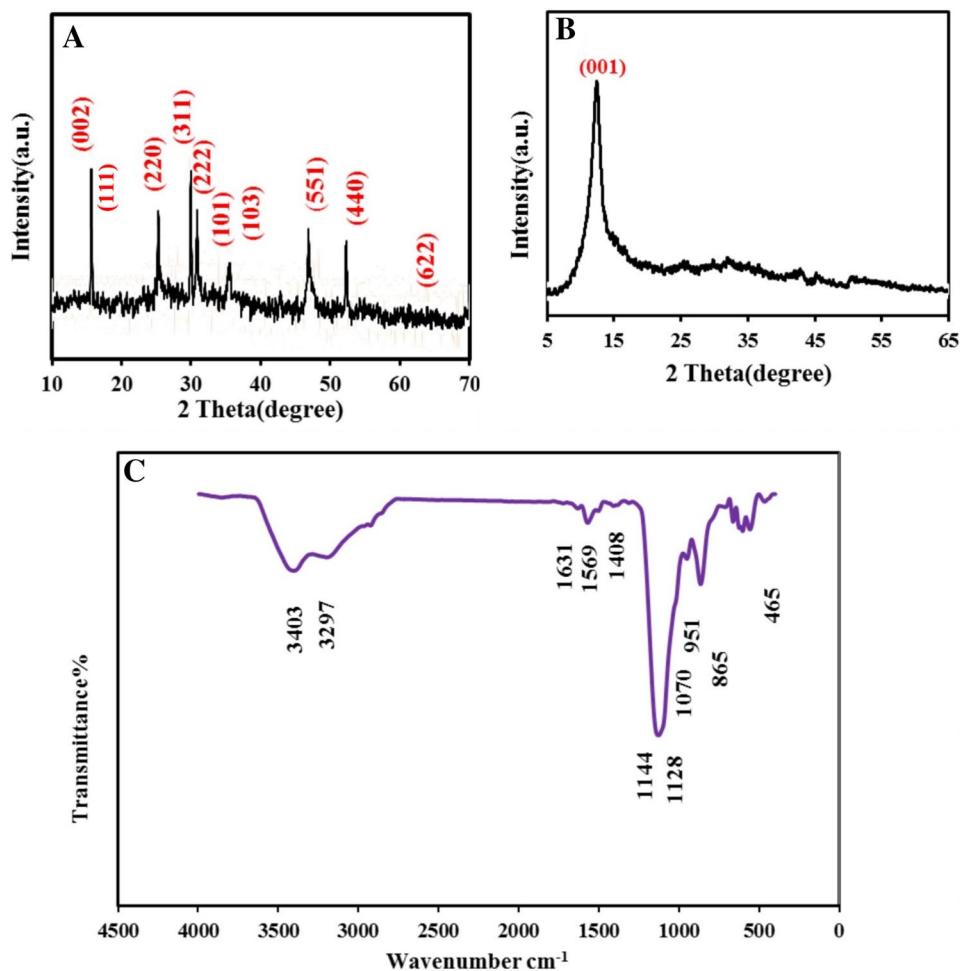 A
Intensity(a.u.)
(002)
(111)
(220)
(311)
(222)
(101)
(103)
(551)
(440)
(622)
10 20 30 40 50 60 70
2 Theta(degree)
B
Intensity(a.u.)
(001)
5 15 25 35 45 55 65
2 Theta(degree)
C
Transmittance%
3403
3297
1631
1569
1408
1144
1128
1070
951
865
465
4500 4000 3500 3000 2500 2000 1500 1000 500 0
Wavenumber cm-1